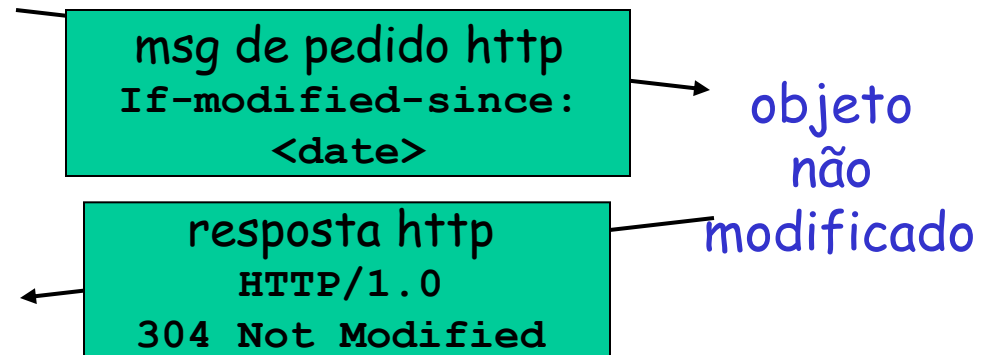 msg de pedido http
If-modified-since:
<date>
objeto
não
modificado
resposta http
HTTP/1.0
304 Not Modified